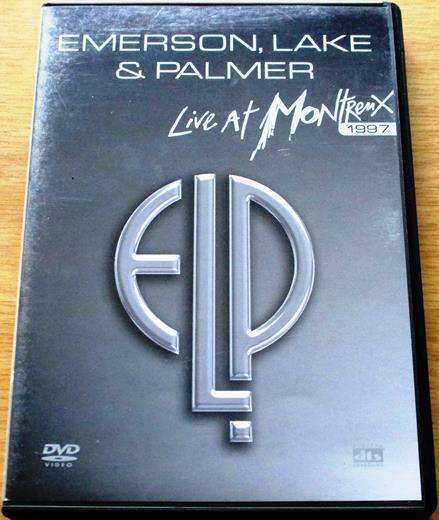 EMERSON, LAKE
& PALMER
Live At Montreux
1997
ELP.
DVD
VIDEO
dts